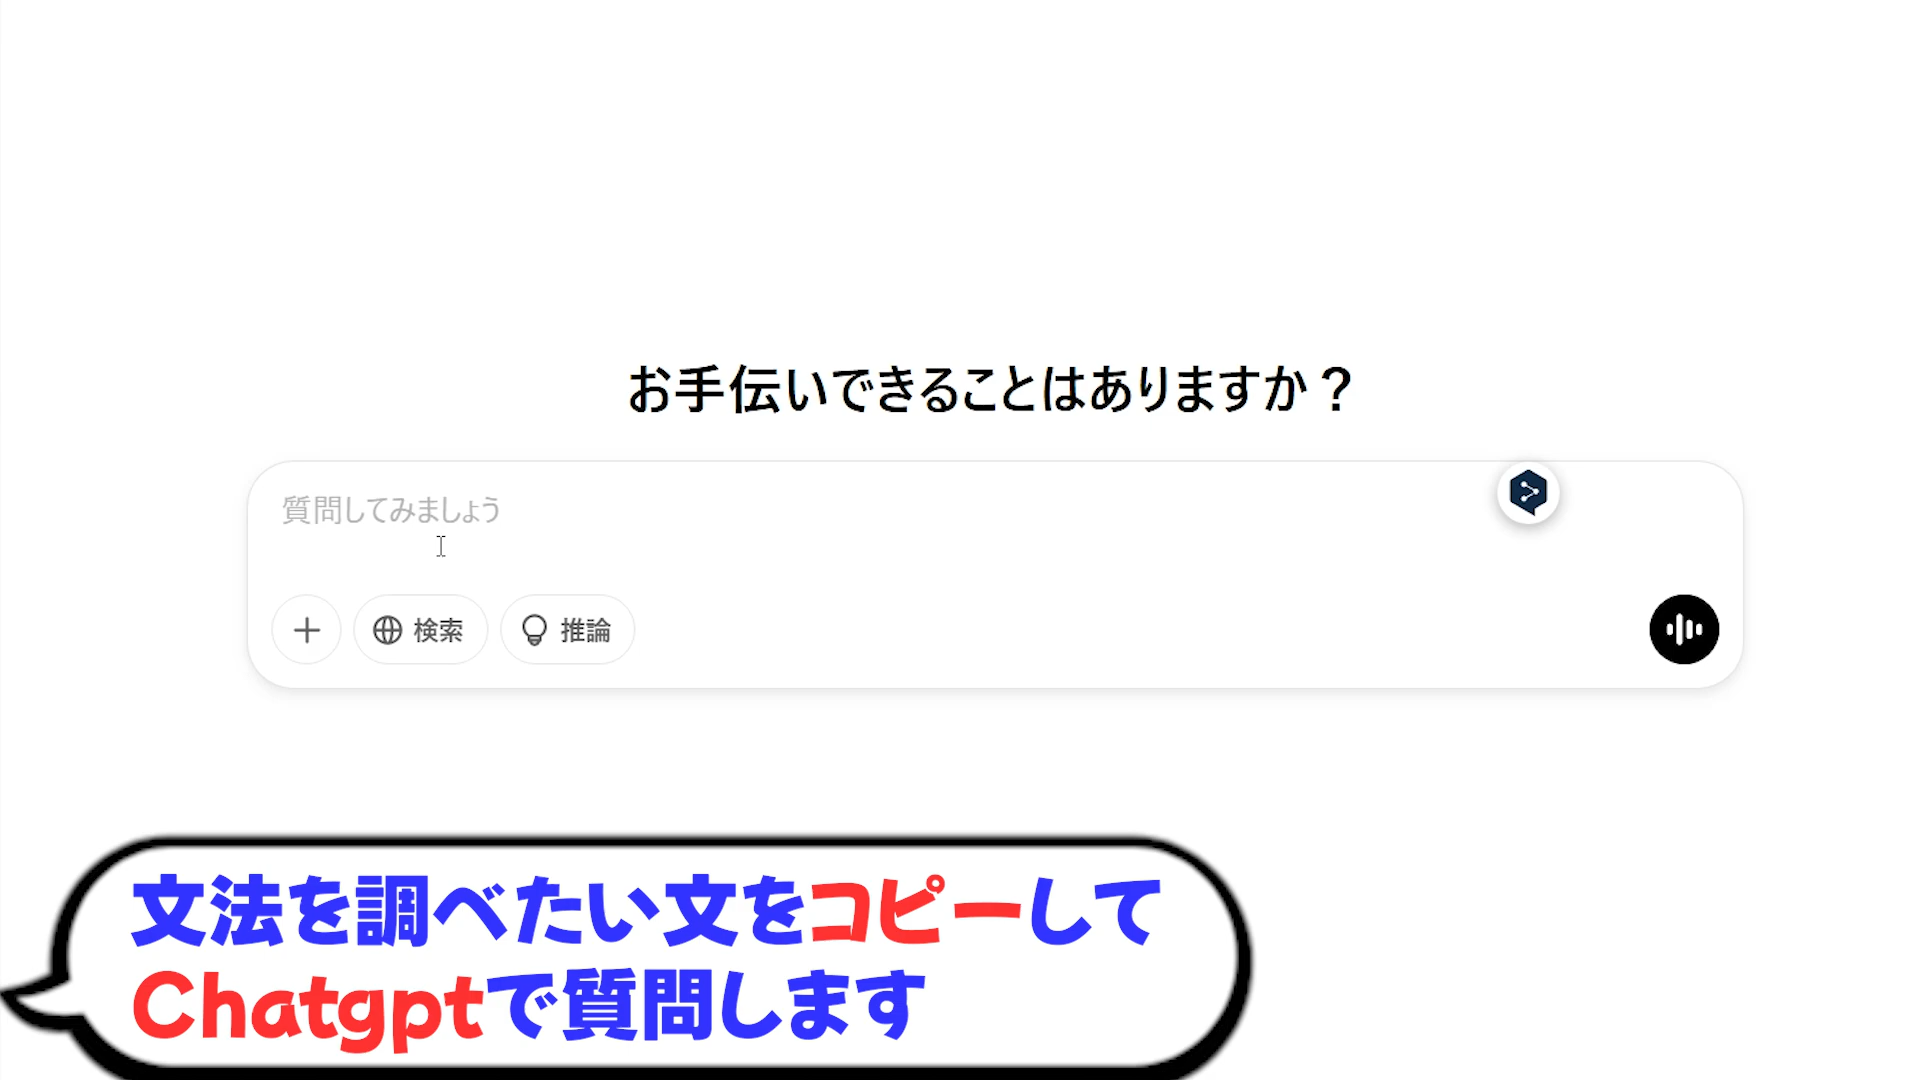 お手伝いできることはありますか？
質問してみましょう
検索
推論
文法を調べたい文をコピーして
Chatgptで質問します